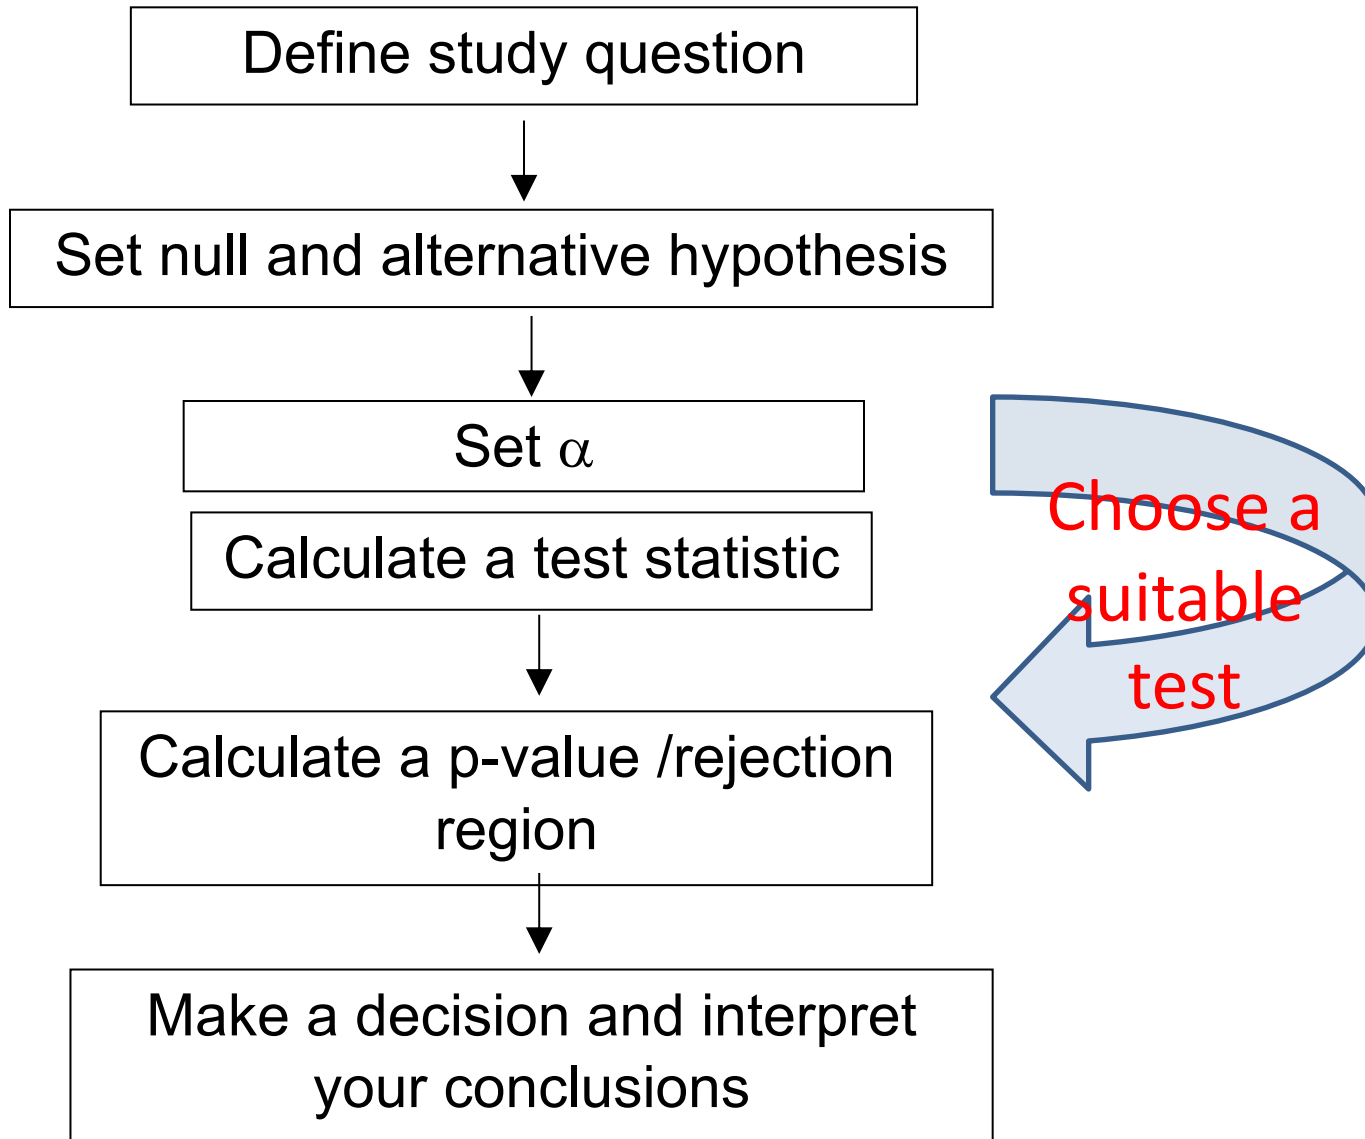 Define study question
Set null and alternative hypothesis
Set α
Calculate a test statistic
Choose a
suitable
test
Calculate a p-value /rejection
region
Make a decision and interpret
your conclusions